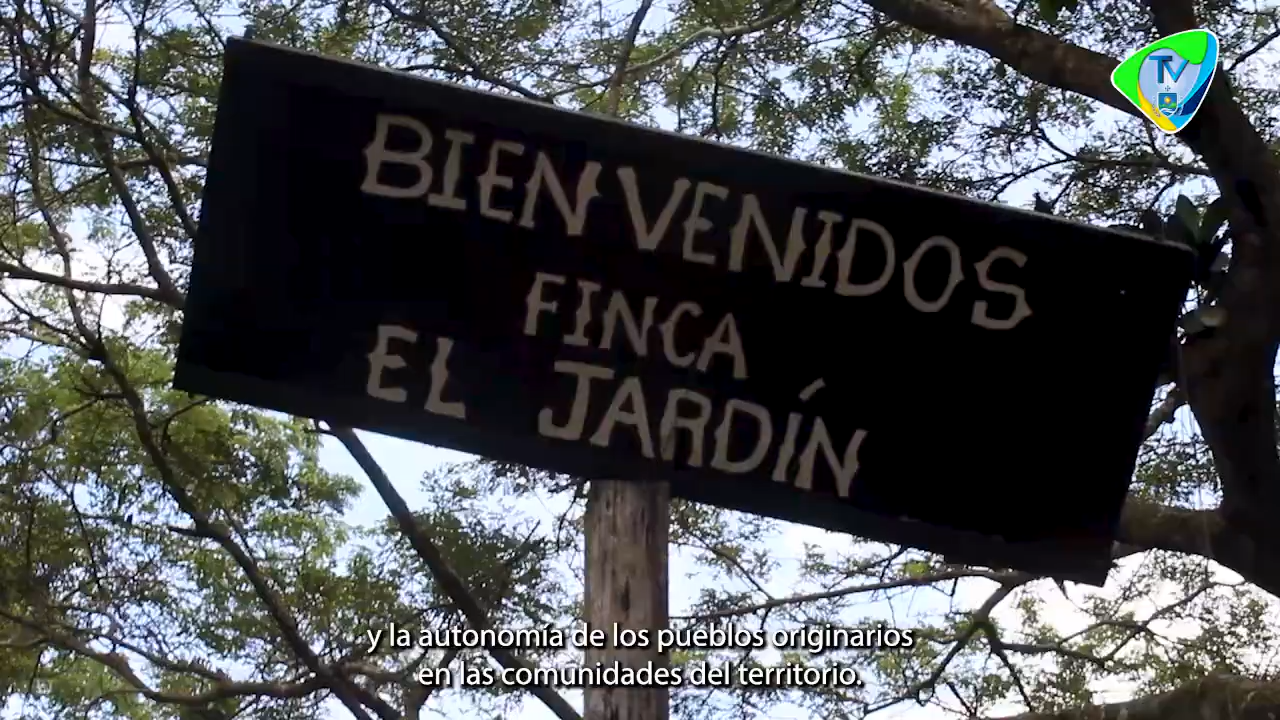 TV
BIENVENIDOS
FINCA
EL JARDÍN
y la autonomía de los pueblos originarios
en las comunidades del territorio.